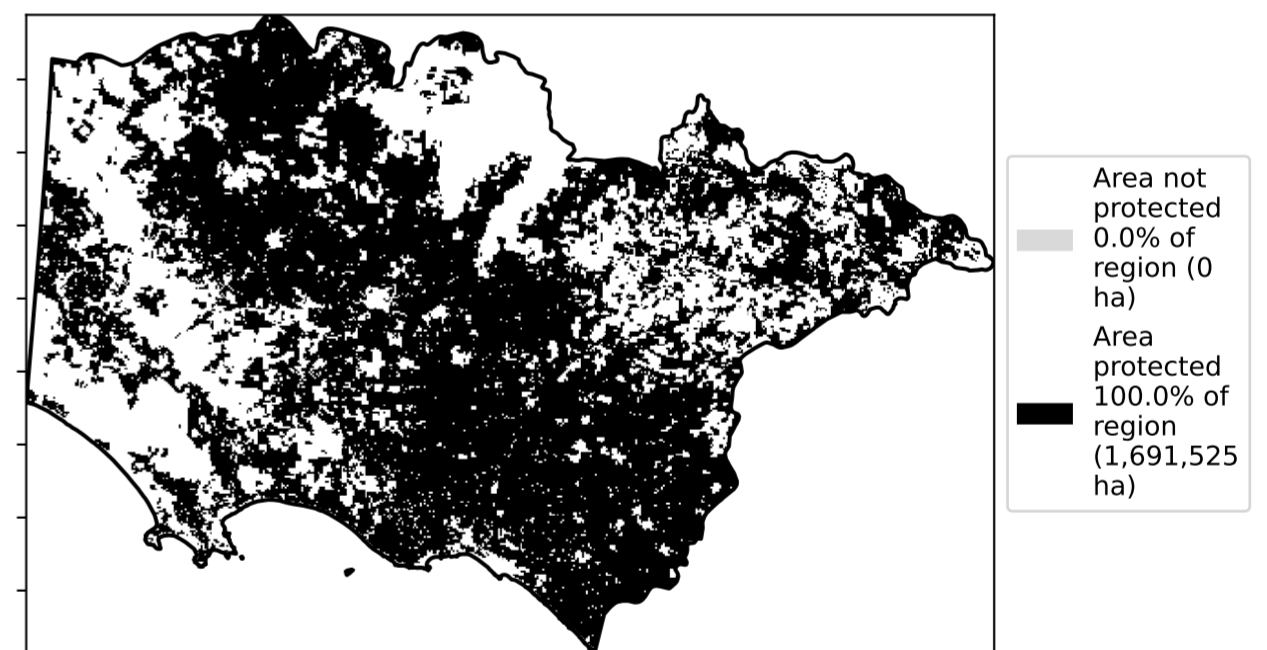 Area not
protected
0.0% of
region (0
ha)
Area
protected
100.0% of
region
(1,691,525
ha)